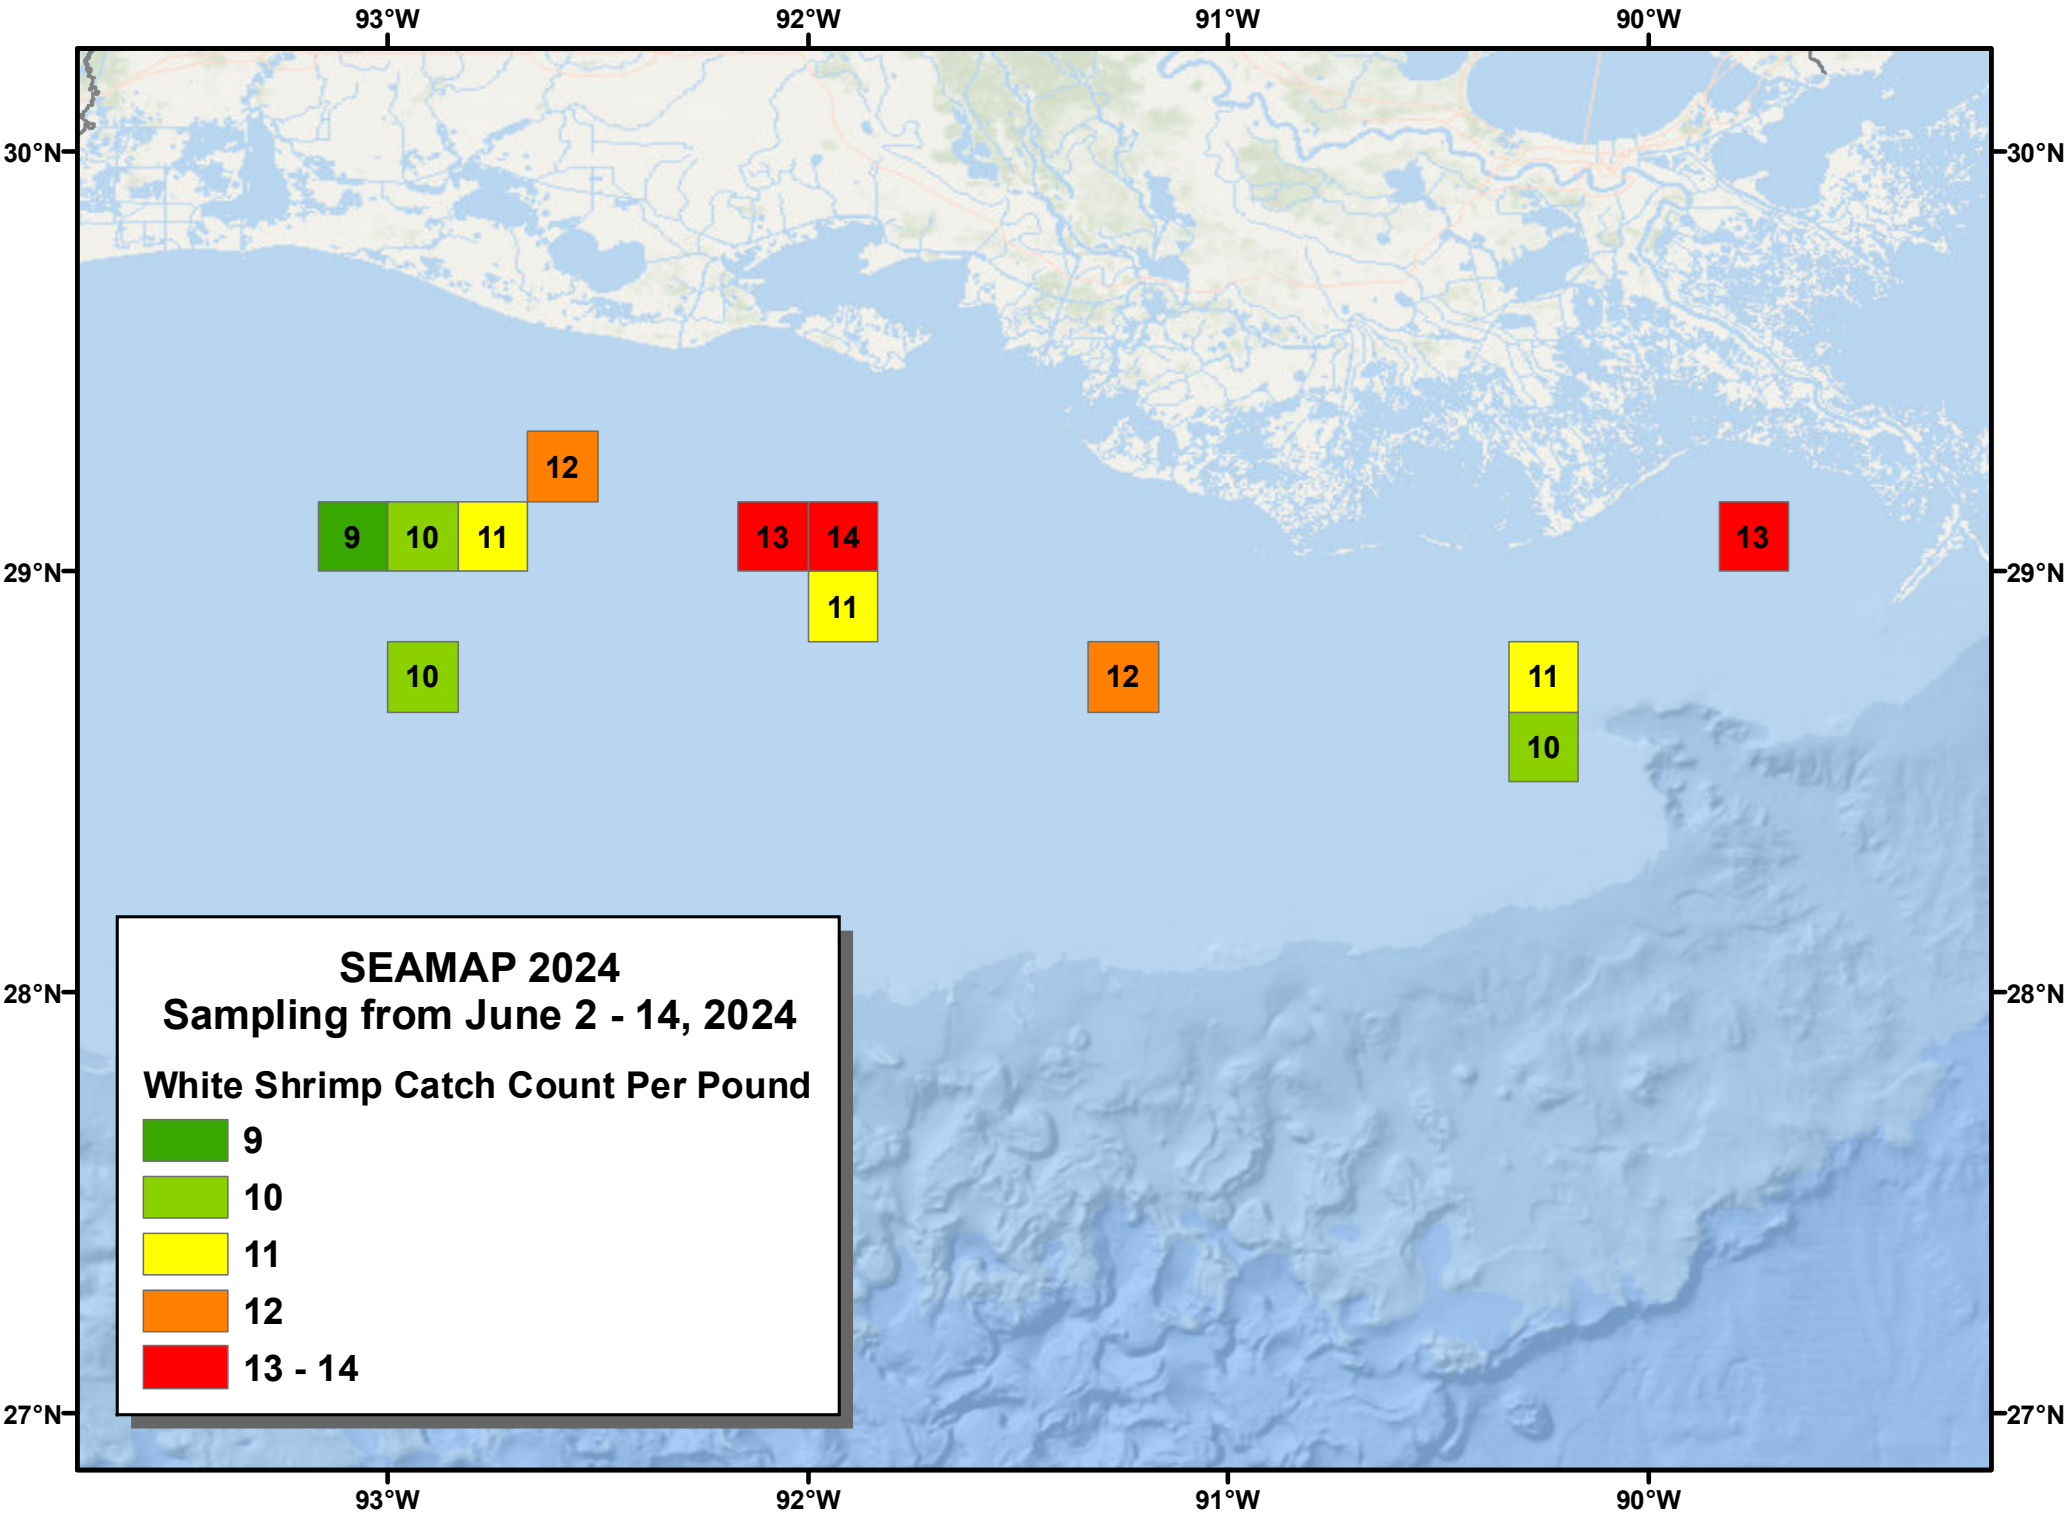 93°W 92°W 91°W 90°W
30°N 30°N
12
9 10 11 13 14 13
29°N 29°N
11
10 12 11
10
SEAMAP 2024
28°N 28°N
Sampling from June 2 - 14, 2024
White Shrimp Catch Count Per Pound
9
10
11
12
13 - 14
27°N 27°N
93°W 92°W 91°W 90°W